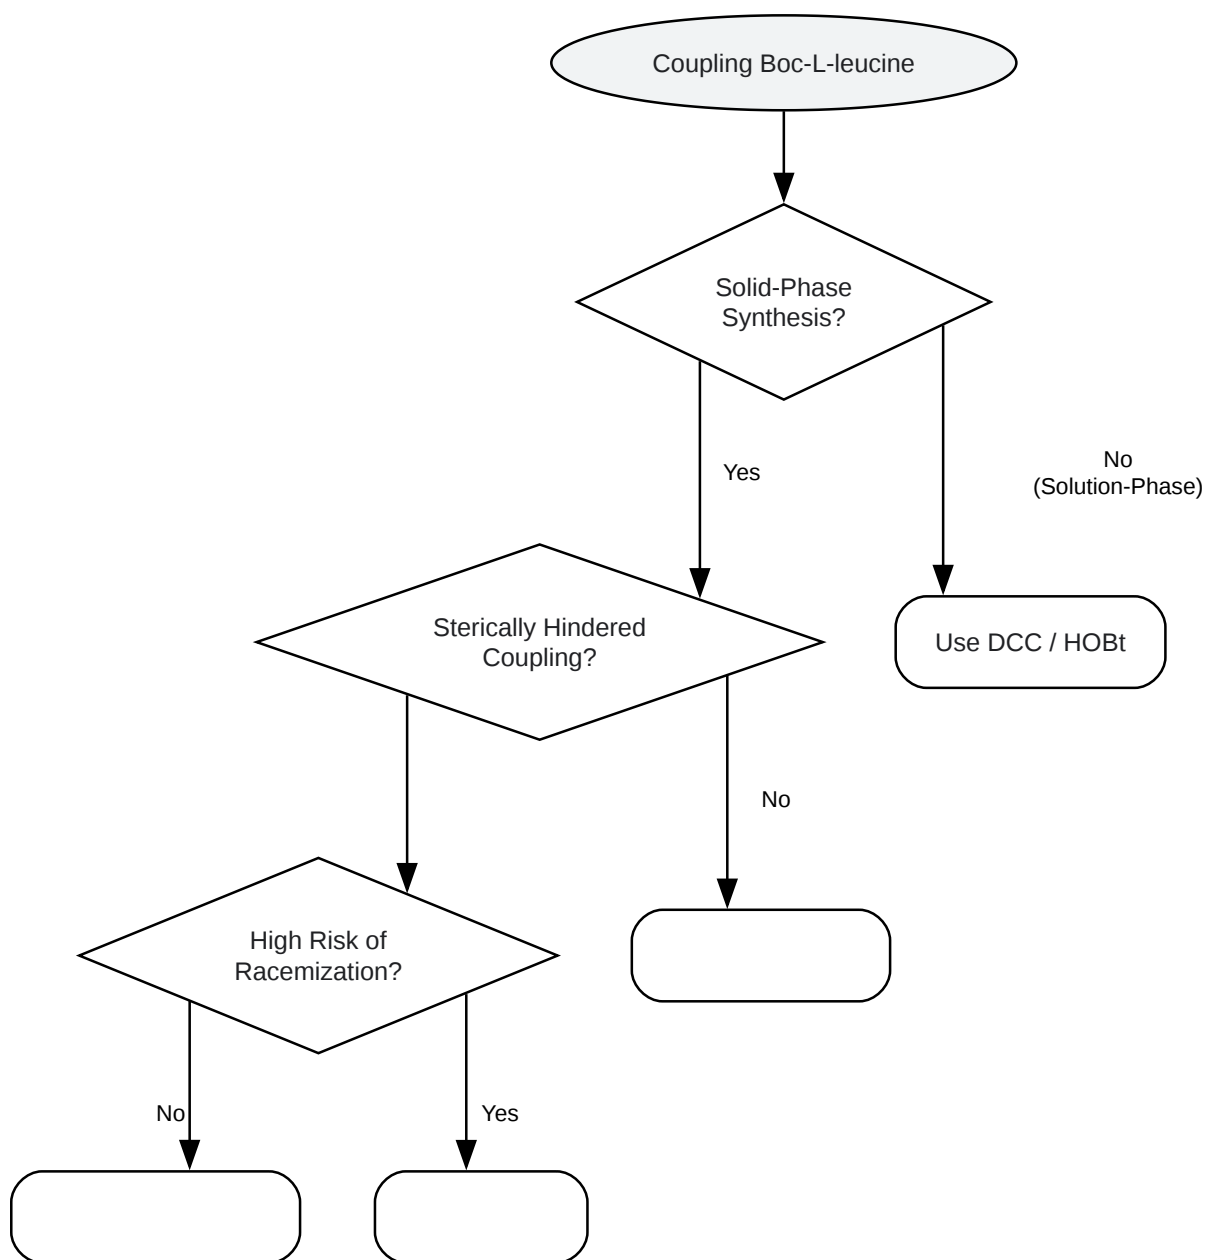 Coupling Boc-L-leucine
Solid-Phase
Synthesis?
Yes
No
(Solution-Phase)
Sterically Hindered
Coupling?
Use DCC / HOBt
No
High Risk of
Racemization?
No
Yes